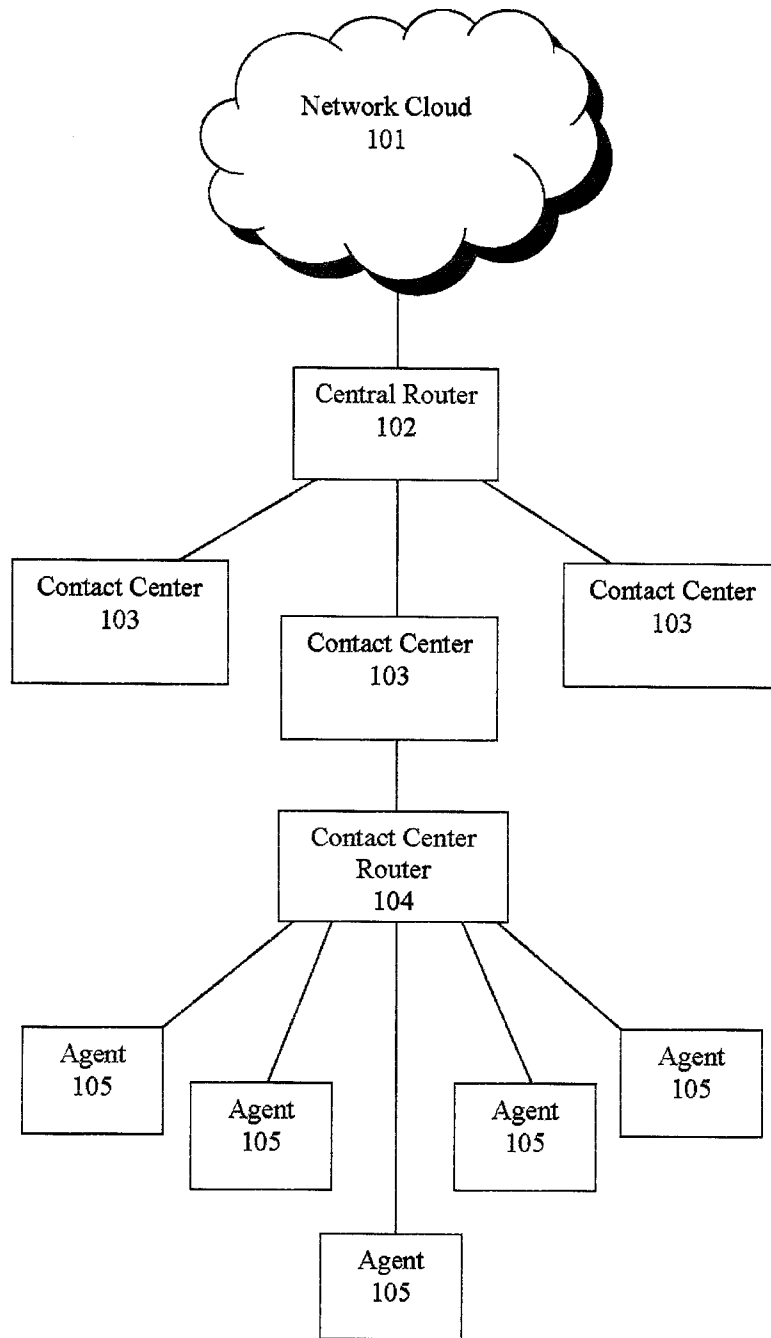 Network Cloud
101
Central Router
102
Contact Center
103
Contact Center
103
Contact Center
103
Contact Center
Router
104
Agent
105
Agent
105
Agent
105
Agent
105
Agent
105